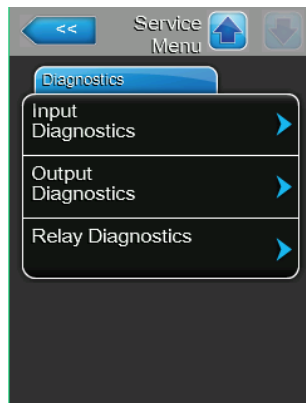 <<
Service
Menu
Diagnostics
Input
Diagnostics
Output
Diagnostics
Relay Diagnostics